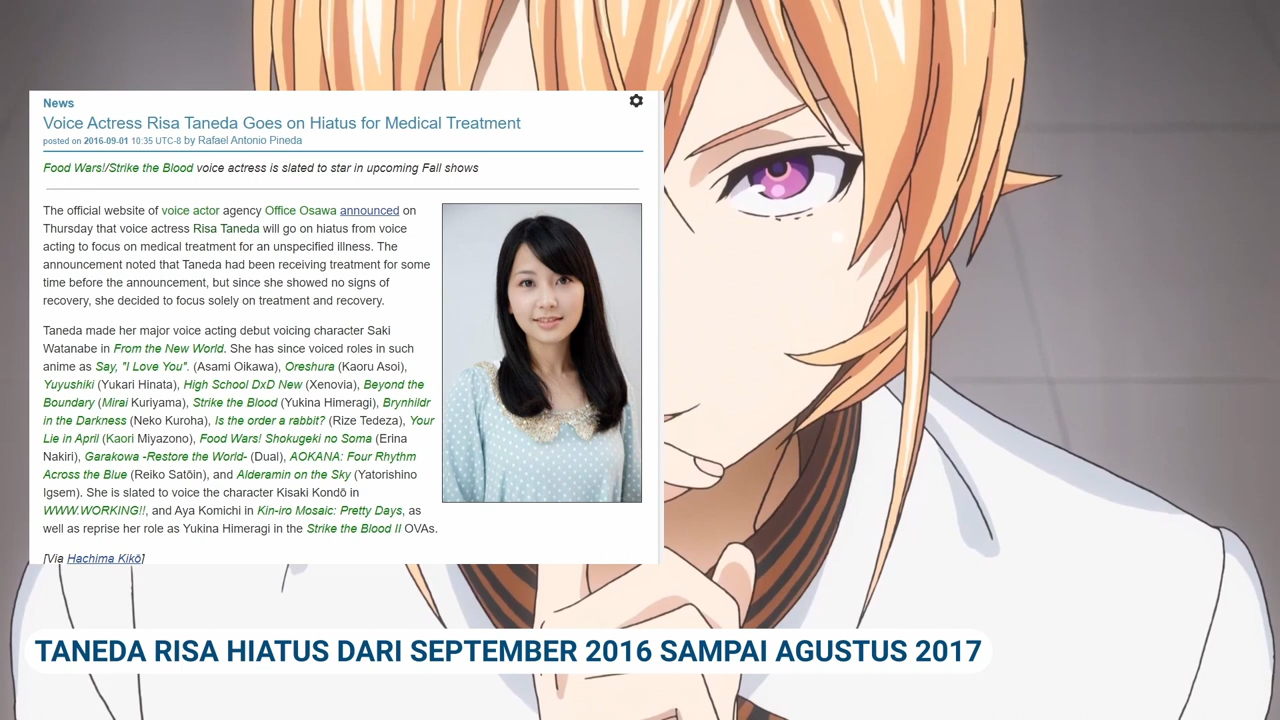 News
Voice Actress Risa Taneda Goes on Hiatus for Medical Treatment
posted on 2016-09-01 10:35 UTC-8 by Rafael Antonio Pineda
Food Wars!/Strike the Blood voice actress is slated to star in upcoming Fall shows
The official website of voice actor agency Office Osawa announced on
Thursday that voice actress Risa Taneda will go on hiatus from voice
acting to focus on medical treatment for an unspecified illness. The
announcement noted that Taneda had been receiving treatment for some
time before the announcement, but since she showed no signs of
recovery, she decided to focus solely on treatment and recovery.
Taneda made her major voice acting debut voicing character Saki
Watanabe in From the New World. She has since voiced roles in such
anime as Say, "I Love You". (Asami Oikawa), Oreshura (Kaoru Asoi),
Yuyushiki (Yukari Hinata), High School DxD New (Xenovia), Beyond the
Boundary (Mirai Kuriyama), Strike the Blood (Yukina Himeragi), Brynhildr
in the Darkness (Neko Kuroha), Is the order a rabbit? (Rize Tedeza), Your
Lie in April (Kaori Miyazono), Food Wars! Shokugeki no Soma (Erina
Nakiri), Garakowa -Restore the World- (Dual), AOKANA: Four Rhythm
Across the Blue (Reiko Satōin), and Alderamin on the Sky (Yatorishino
Igsem). She is slated to voice the character Kisaki Kondō in
WWW.WORKING!!, and Aya Komichi in Kin-iro Mosaic: Pretty Days, as
well as reprise her role as Yukina Himeragi in the Strike the Blood II OVAs.
[Via Hachima Kikō]
TANEDA RISA HIATUS DARI SEPTEMBER 2016 SAMPAI AGUSTUS 2017